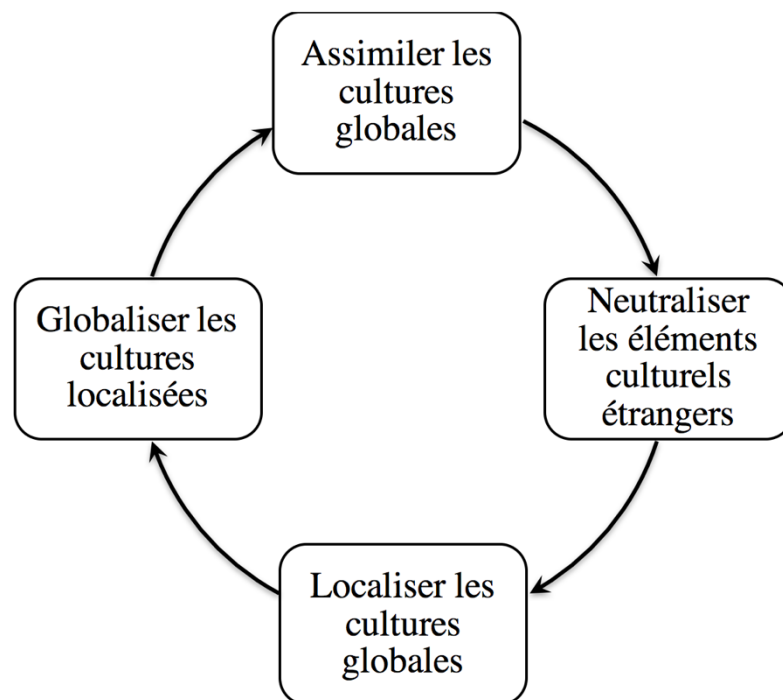 Assimiler les
cultures
globales
Neutraliser
les éléments
culturels
étrangers
Localiser les
cultures
globales
Globaliser les
cultures
localisées